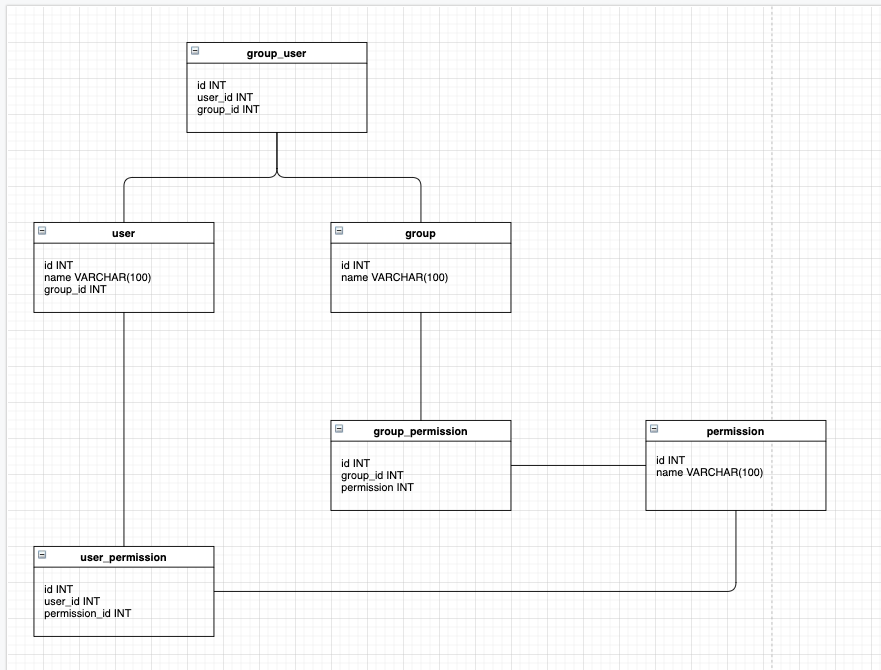 group_user
id INT
user_id INT
group_id INT
user
id INT
name VARCHAR(100)
group_id INT
group
id INT
name VARCHAR(100)
group_permission
id INT
group_id INT
permission INT
permission
id INT
name VARCHAR(100)
user_permission
id INT
user_id INT
permission_id INT